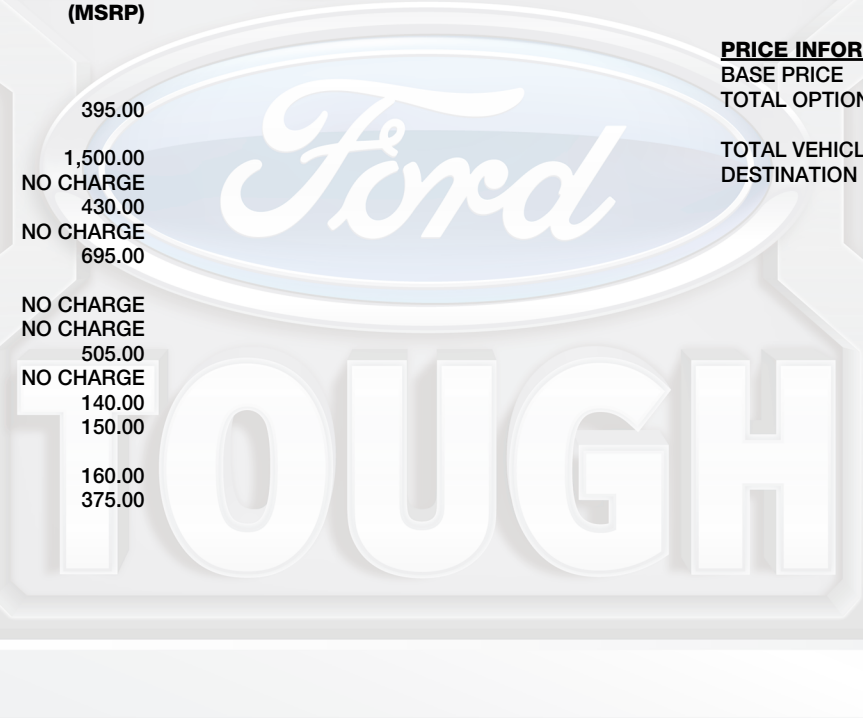 (MSRP)
395.00
1,500.00
NO CHARGE
430.00
NO CHARGE
695.00
NO CHARGE
NO CHARGE
505.00
NO CHARGE
140.00
150.00
160.00
375.00
PRICE INFOR
BASE PRICE
TOTAL OPTION
TOTAL VEHICL
DESTINATION
Ford
TOUGH